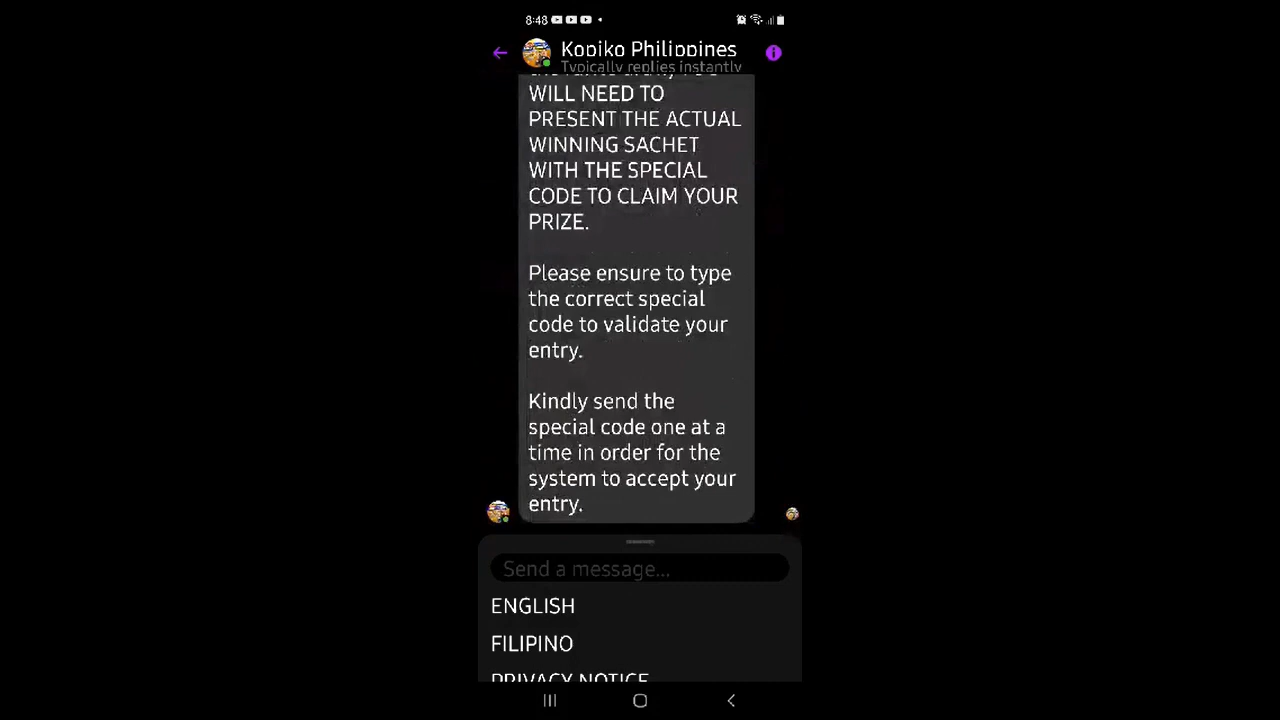 8:48
Kopiko Philippines
Typically replies instantly
WILL NEED TO
PRESENT THE ACTUAL
WINNING SACHET
WITH THE SPECIAL
CODE TO CLAIM YOUR
PRIZE.
Please ensure to type
the correct special
code to validate your
entry.
Kindly send the
special code one at a
time in order for the
system to accept your
entry.
Send a message...
ENGLISH
FILIPINO
PRIVACY NOTICE